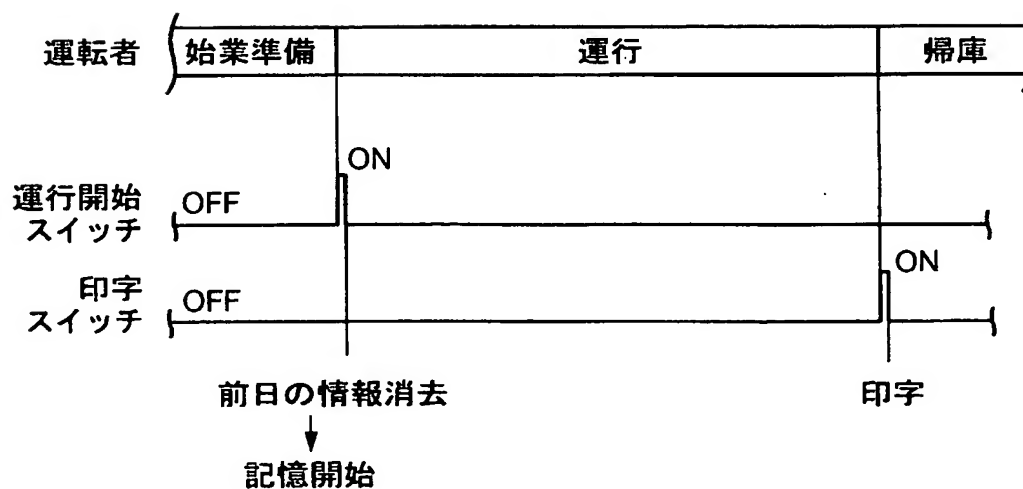 運転者 始業準備 運行 帰庫
ON
運行開始 OFF
スイッチ
ON
印字 OFF
スイッチ
前日の情報消去 印字
記憶開始